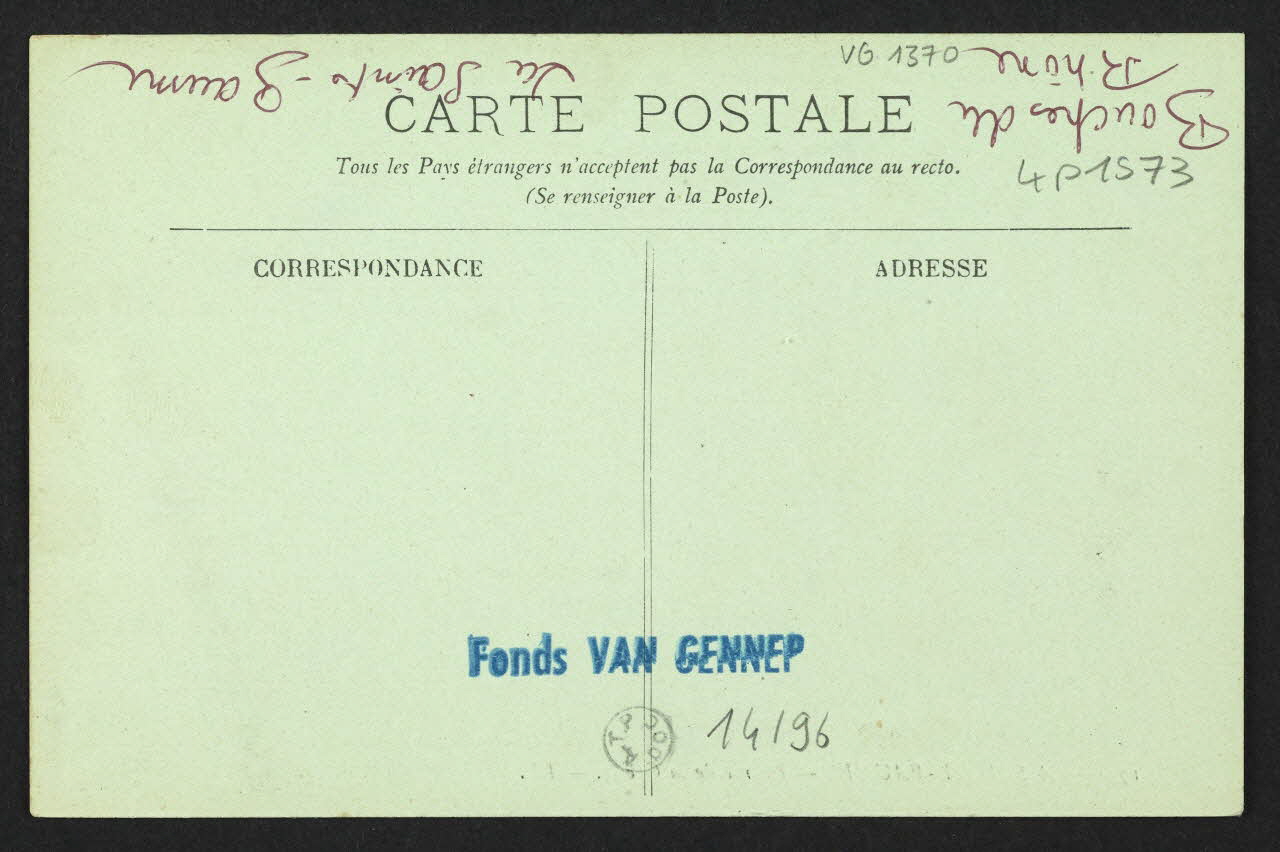 VG 1370
Bouches du
Rhône
La Sainte-Baume
CARTE POSTALE
4P1573
Tous les Pays étrangers n'acceptent pas la Correspondance au recto.
(Se renseigner à la Poste).
CORRESPONDANCE
ADRESSE
Fonds VAN GENNEP
A.T.P. DOC
14196